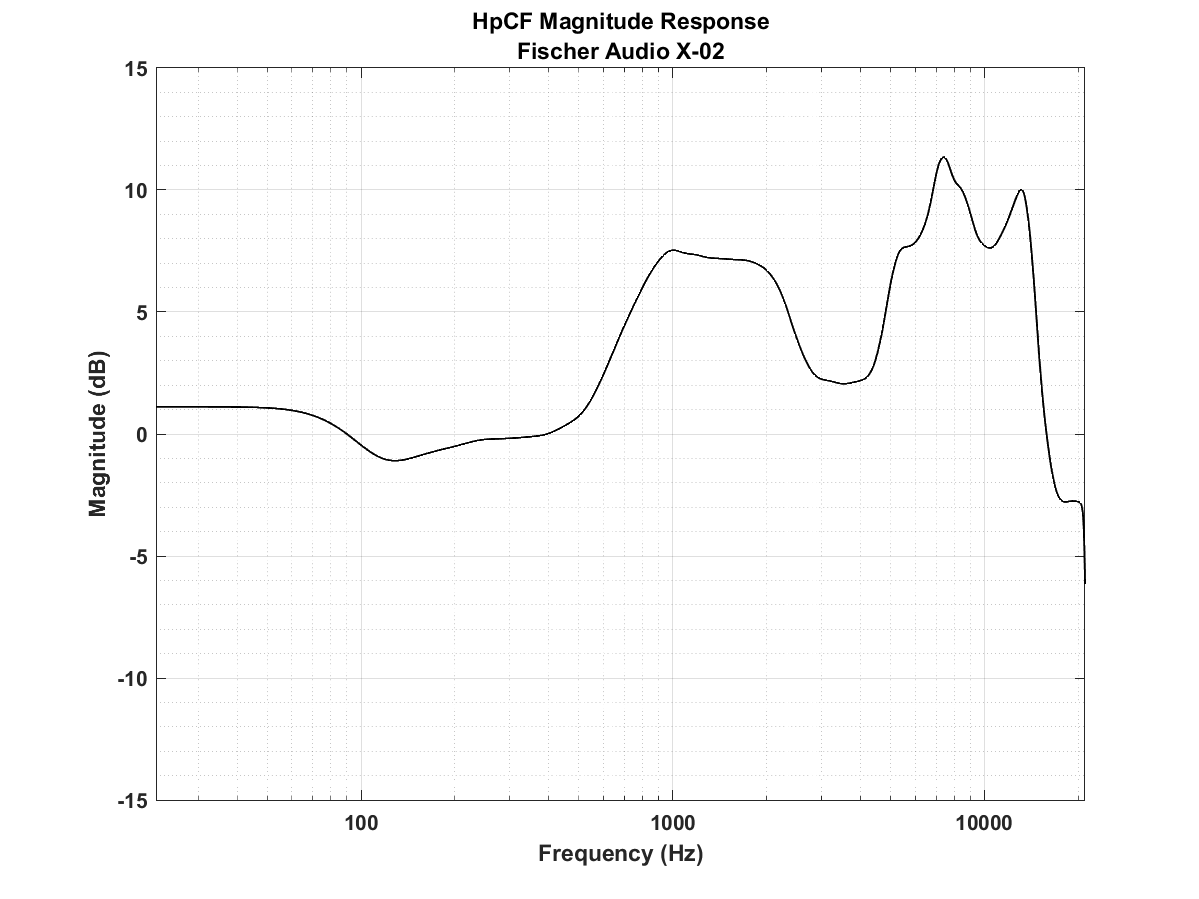 HpCF Magnitude Response
Fischer Audio X-02
15
10
5
0
-5
-10
-15
Magnitude (dB)
100
1000
10000
Frequency (Hz)